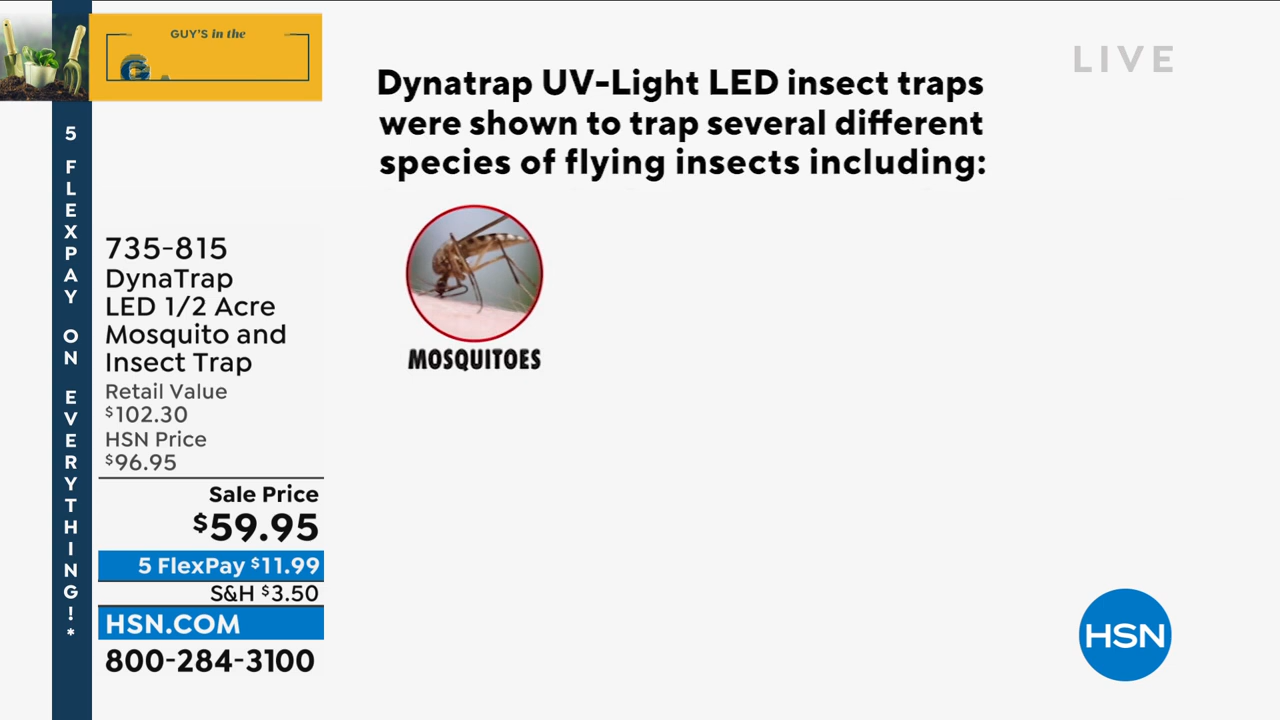 GUY'S in the
LIVE
Dynatrap UV-Light LED insect traps
were shown to trap several different
species of flying insects including:
MOSQUITOES
5 FLEXPAY ON EVERYTHING!*
735-815
DynaTrap
LED 1/2 Acre
Mosquito and
Insect Trap
Retail Value
$102.30
HSN Price
$96.95
Sale Price
$59.95
5 FlexPay $11.99
S&H $3.50
HSN.COM
800-284-3100
HSN